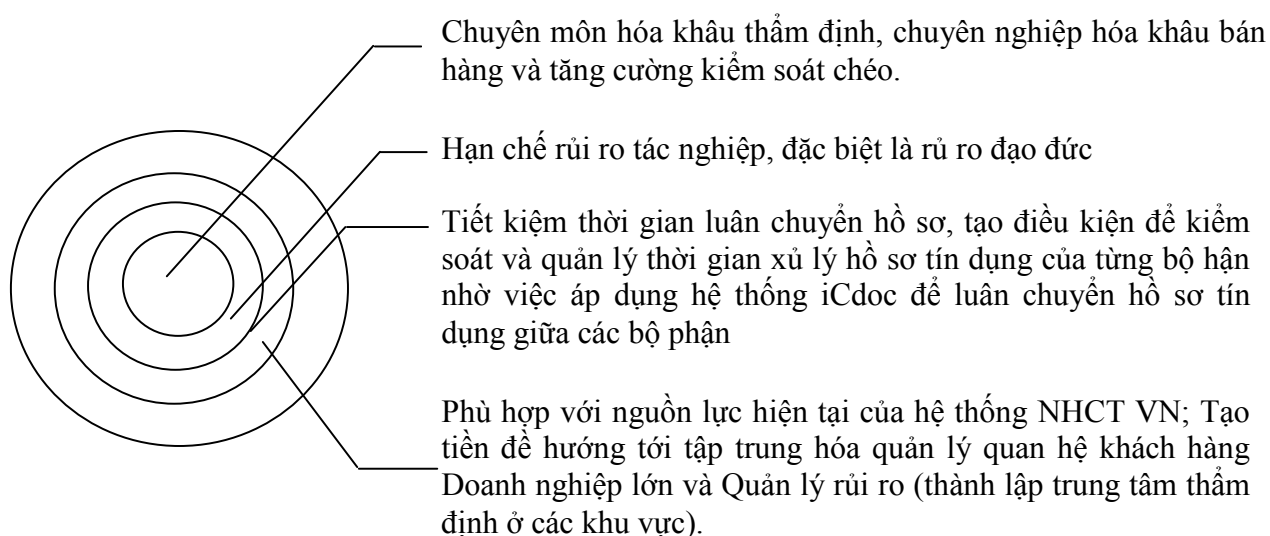 Chuyên môn hóa khâu thẩm định, chuyên nghiệp hóa khâu bán
hàng và tăng cường kiểm soát chéo.
Hạn chế rủi ro tác nghiệp, đặc biệt là rủ ro đạo đức
Tiết kiệm thời gian luân chuyển hồ sơ, tạo điều kiện để kiểm
soát và quản lý thời gian xủ lý hồ sơ tín dụng của từng bộ hận
nhờ việc áp dụng hệ thống iCdoc để luân chuyển hồ sơ tín
dụng giữa các bộ phận
Phù hợp với nguồn lực hiện tại của hệ thống NHCT VN; Tạo
tiền đề hướng tới tập trung hóa quản lý quan hệ khách hàng
Doanh nghiệp lớn và Quản lý rủi ro (thành lập trung tâm thẩm
định ở các khu vực).